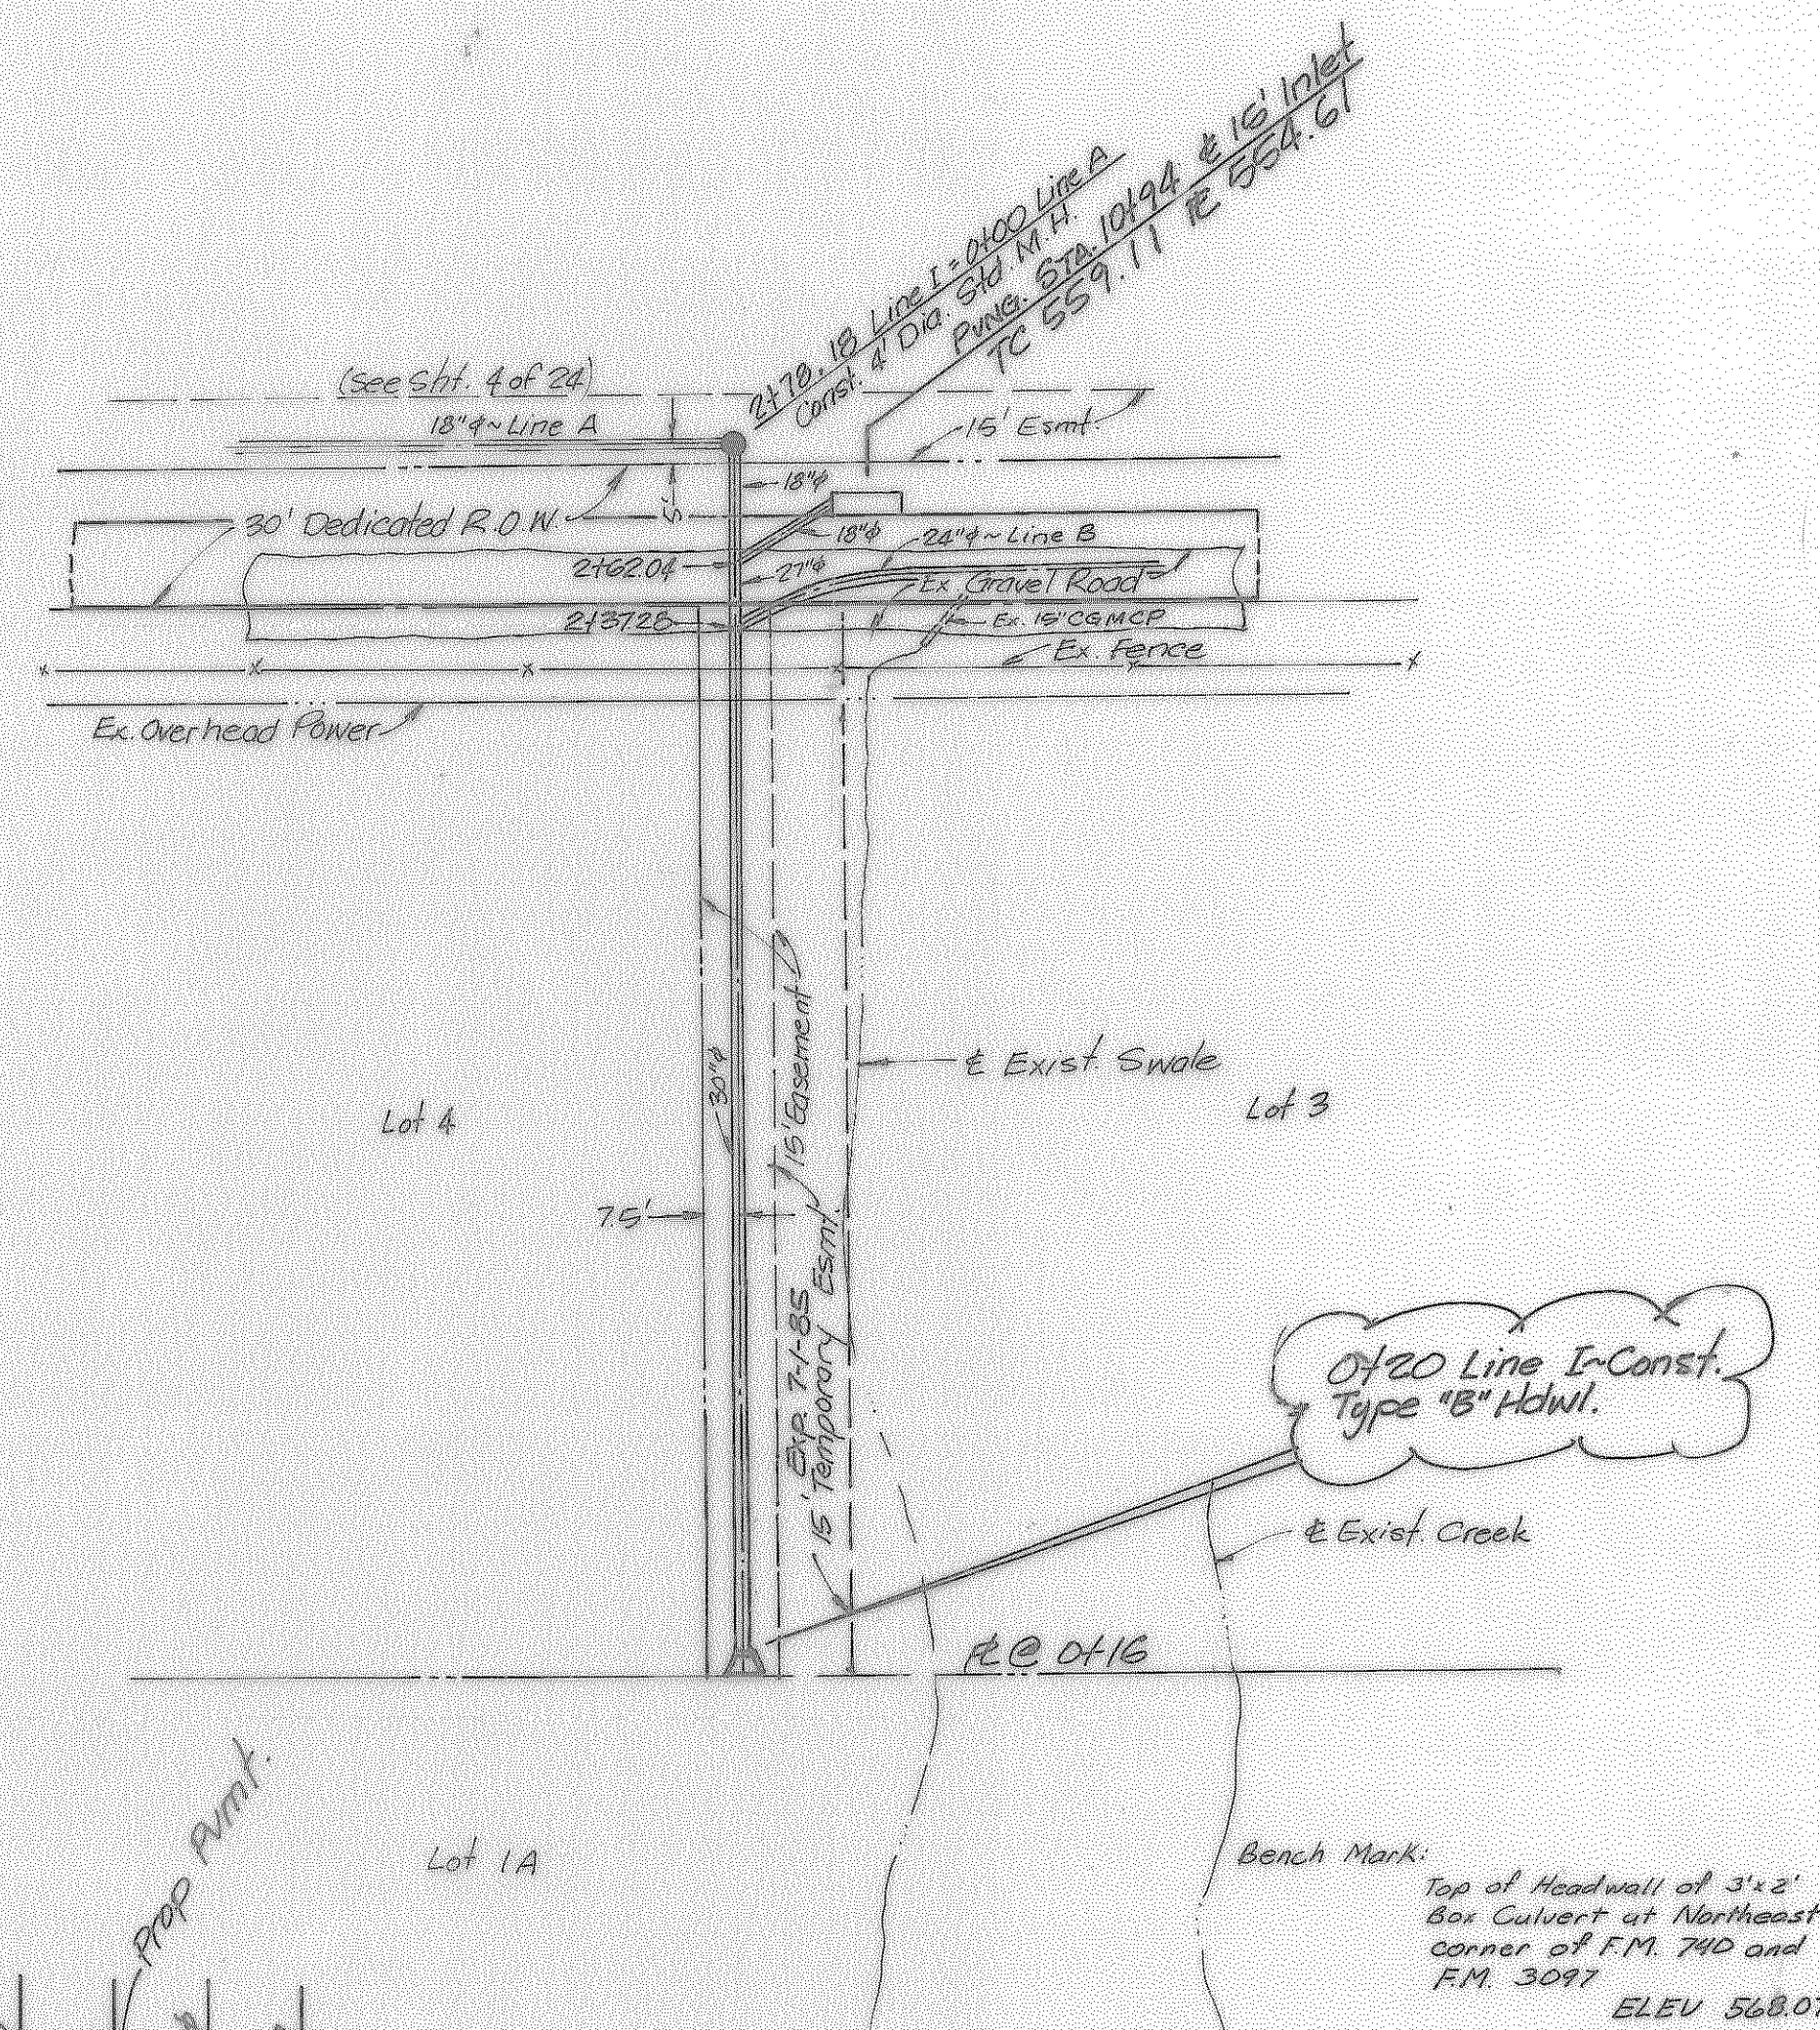 2+78.18 Line I = 0+00 Line A
Const. 4' Dia. Std. M.H.
PVNG. STA. 10+94 ℄ 16' Inlet
TC 559.11 ℄ 554.61
(See Sht. 4 of 24)
18"⌀~Line A
15' Esmt
5'
18"⌀
30' Dedicated R.O.W.
18"⌀
24"⌀~Line B
2+62.04
27"⌀
Ex. Gravel Road
2+37.28
Ex. 15" CGMCP
Ex. Fence
Ex. Overhead Power
15' Easement
30"⌀
℄ Exist. Swale
Lot 4
Lot 3
7.5'
Exp. 7-1-85
15' Temporary Esmt.
0+20 Line I~Const.
Type "B" Hdwl.
℄ Exist. Creek
℄ @ 0+16
Prop pvmt.
Lot 1A
Bench Mark:
Top of Headwall of 3'x2'
Box Culvert at Northeast
corner of F.M. 740 and
F.M. 3097
ELEV 568.07